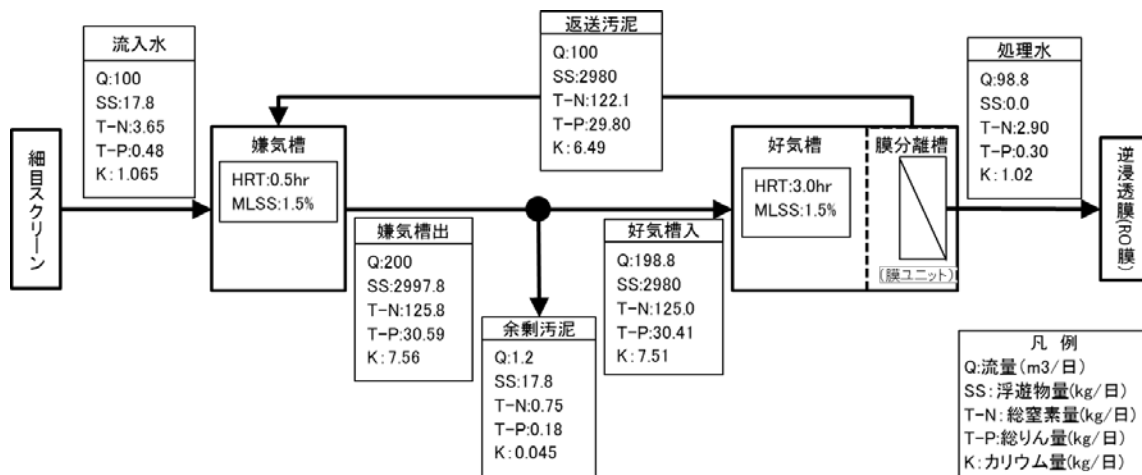 流入水
Q:100
SS:17.8
T-N:3.65
T-P:0.48
K:1.065
返送汚泥
Q:100
SS:2980
T-N:122.1
T-P:29.80
K:6.49
処理水
Q:98.8
SS:0.0
T-N:2.90
T-P:0.30
K:1.02
細目スクリーン
嫌気槽
HRT:0.5hr
MLSS:1.5%
好気槽
HRT:3.0hr
MLSS:1.5%
膜分離槽
(膜ユニット)
逆浸透膜(RO膜)
嫌気槽出
Q:200
SS:2997.8
T-N:125.8
T-P:30.59
K:7.56
余剰汚泥
Q:1.2
SS:17.8
T-N:0.75
T-P:0.18
K:0.045
好気槽入
Q:198.8
SS:2980
T-N:125.0
T-P:30.41
K:7.51
凡 例
Q:流量(m3/日)
SS:浮遊物量(kg/日)
T-N:総窒素量(kg/日)
T-P:総りん量(kg/日)
K:カリウム量(kg/日)